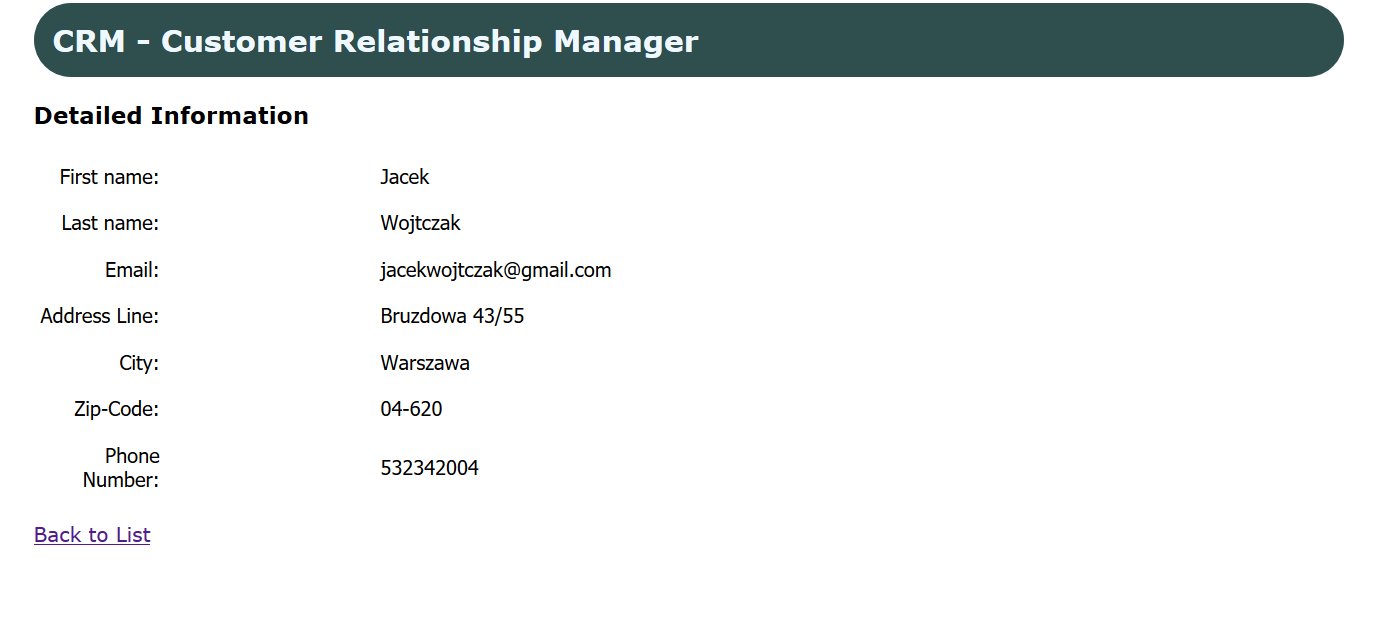 CRM - Customer Relationship Manager
Detailed Information
First name: Jacek
Last name: Wojtczak
Email: jacekwojtczak@gmail.com
Address Line: Bruzdowa 43/55
City: Warszawa
Zip-Code: 04-620
Phone
Number: 532342004
Back to List